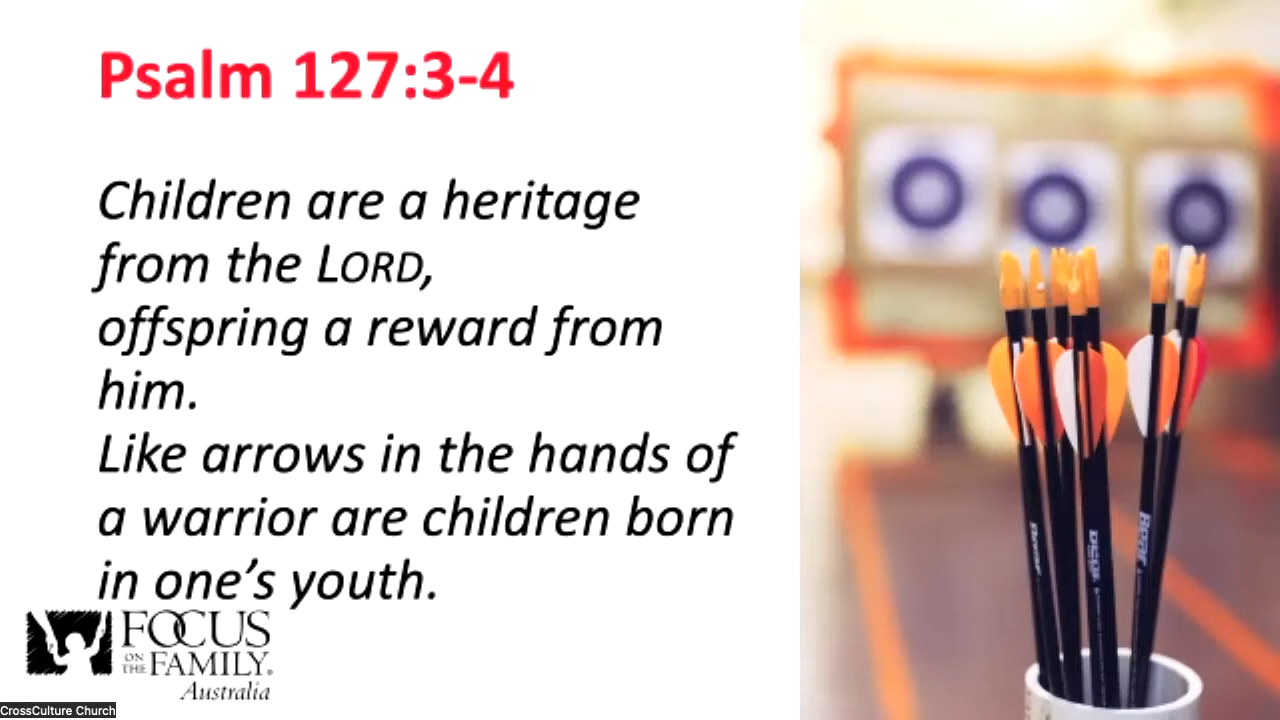 Psalm 127:3-4
Children are a heritage
from the LORD,
offspring a reward from
him.
Like arrows in the hands of
a warrior are children born
in one’s youth.
FOCUS
ON THE FAMILY®
Australia
CrossCulture Church
Bear